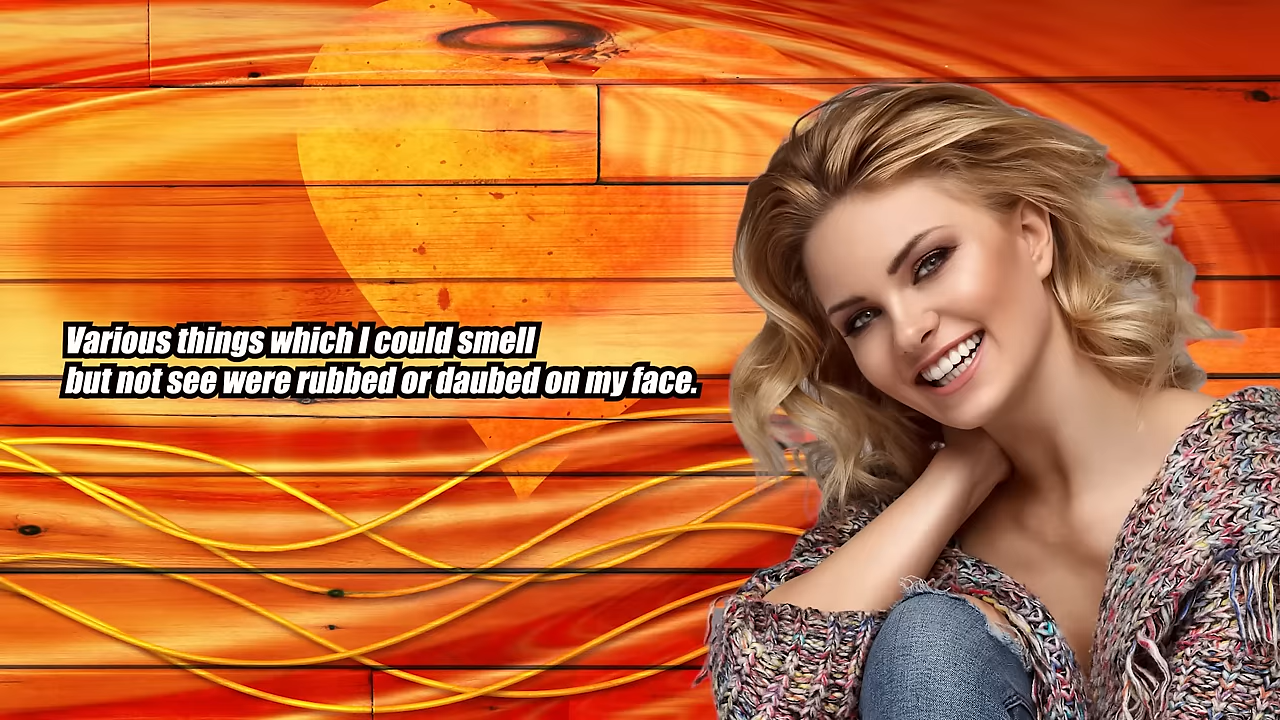 Various things which I could smell
but not see were rubbed or daubed on my face.